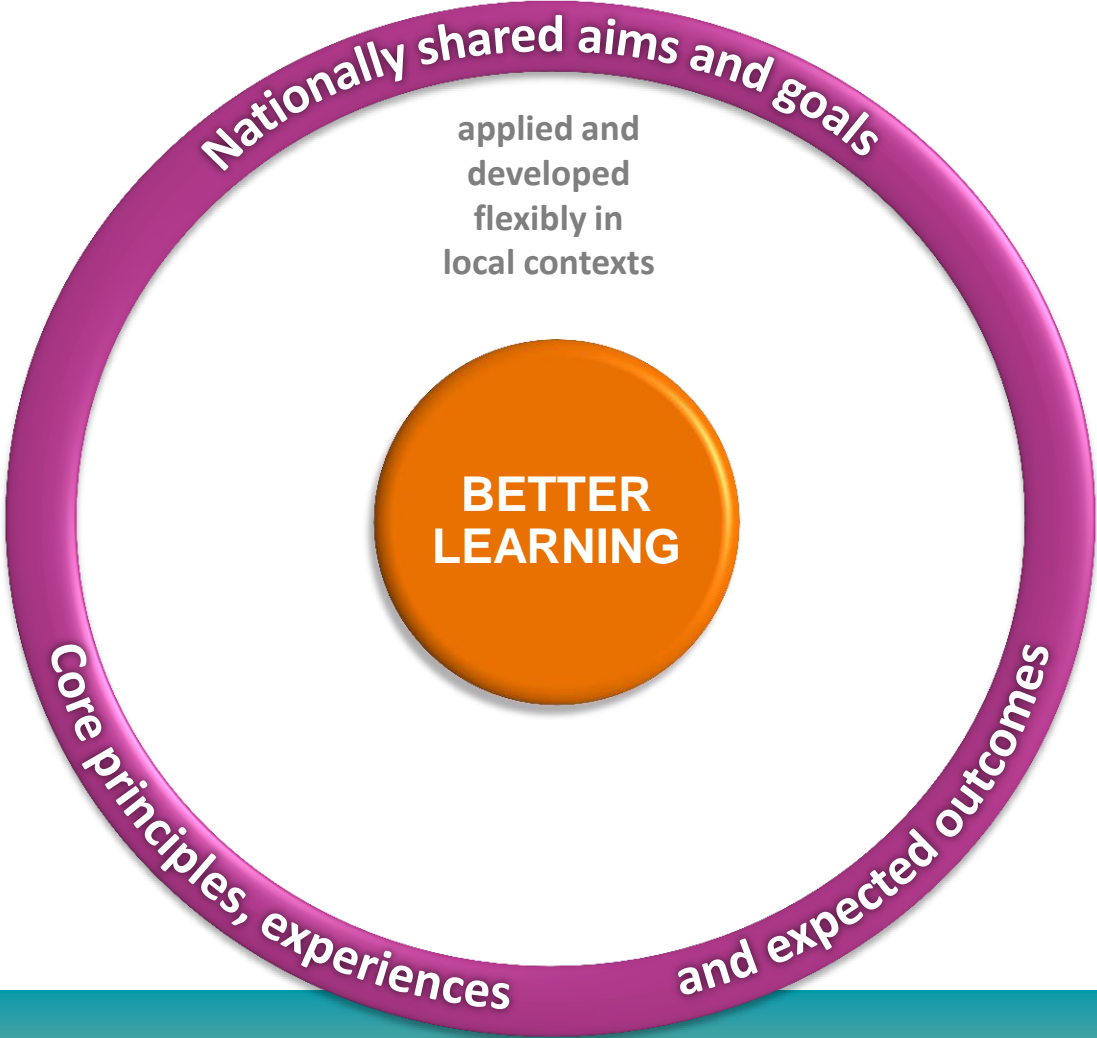 Nationally shared aims and goals
applied and
developed
flexibly in
local contexts
BETTER
LEARNING
Core principles, experiences
and expected outcomes